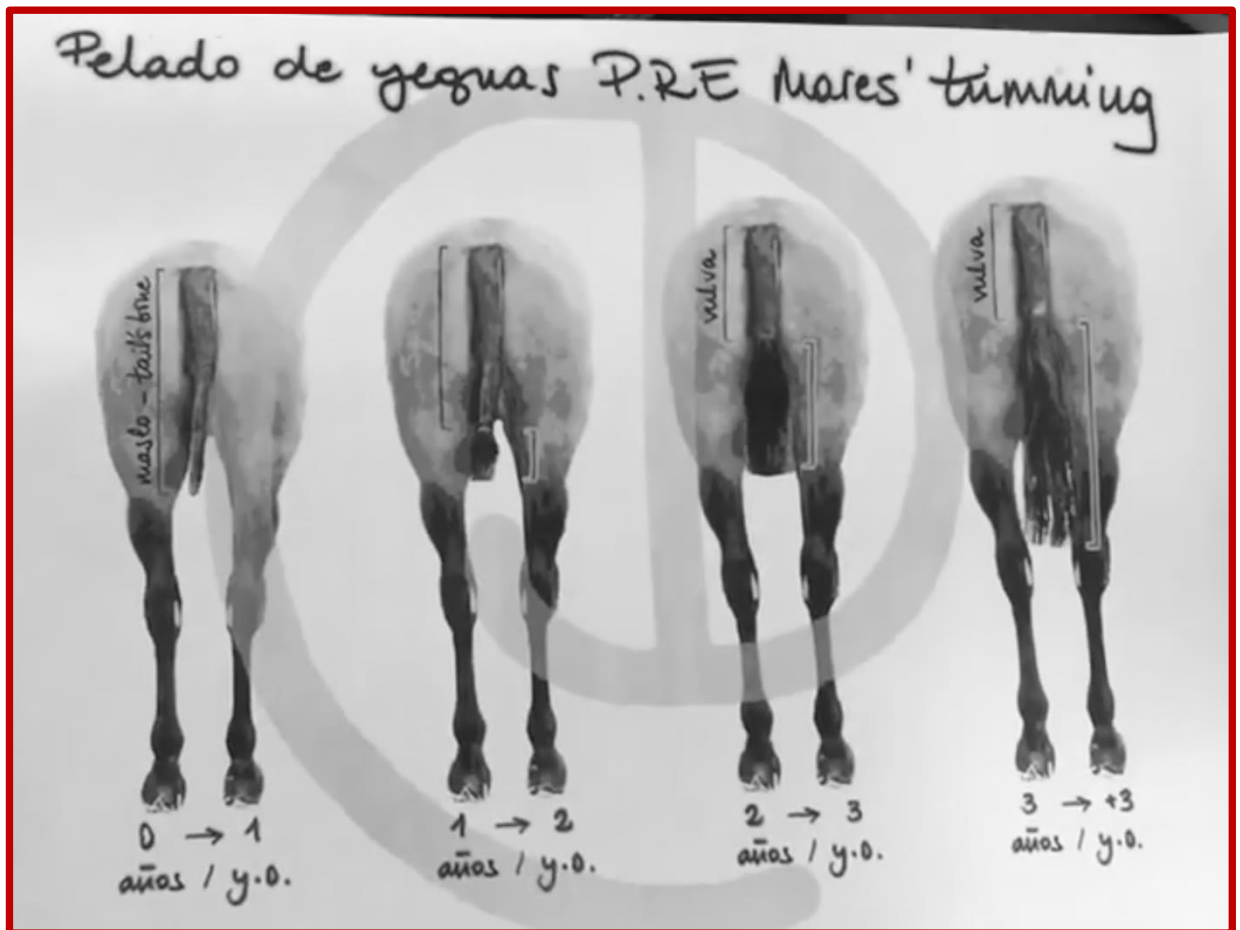 Pelado de yeguas P.R.E Mares' trimming
maslo - tail's bone
vulva
vulva
0 → 1
años / y.o.
1 → 2
años / y.o.
2 → 3
años / y.o.
3 → +3
años / y.o.